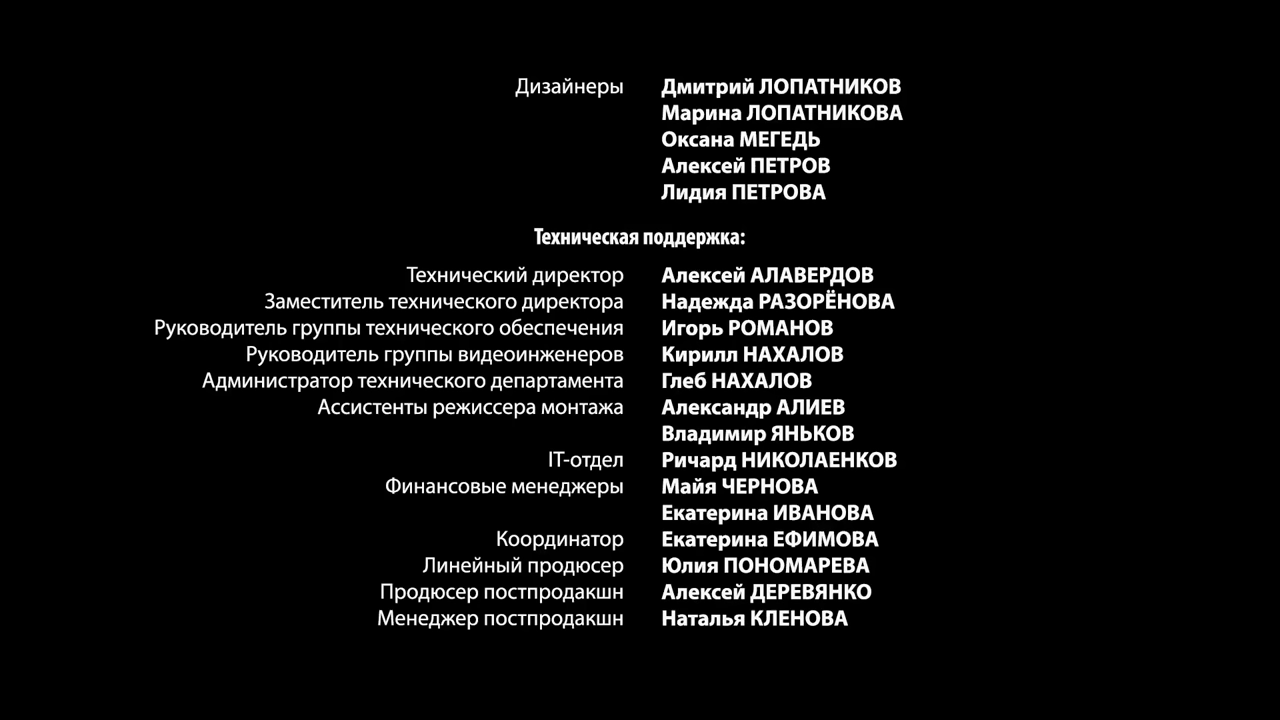 Дизайнеры Дмитрий ЛОПАТНИКОВ
Марина ЛОПАТНИКОВА
Оксана МЕГЕДЬ
Алексей ПЕТРОВ
Лидия ПЕТРОВА
Техническая поддержка:
Технический директор Алексей АЛАВЕРДОВ
Заместитель технического директора Надежда РАЗОРЁНОВА
Руководитель группы технического обеспечения Игорь РОМАНОВ
Руководитель группы видеоинженеров Кирилл НАХАЛОВ
Администратор технического департамента Глеб НАХАЛОВ
Ассистенты режиссера монтажа Александр АЛИЕВ
Владимир ЯНЬКОВ
IT-отдел Ричард НИКОЛАЕНКОВ
Финансовые менеджеры Майя ЧЕРНОВА
Екатерина ИВАНОВА
Координатор Екатерина ЕФИМОВА
Линейный продюсер Юлия ПОНОМАРЕВА
Продюсер постпродакшн Алексей ДЕРЕВЯНКО
Менеджер постпродакшн Наталья КЛЕНОВА